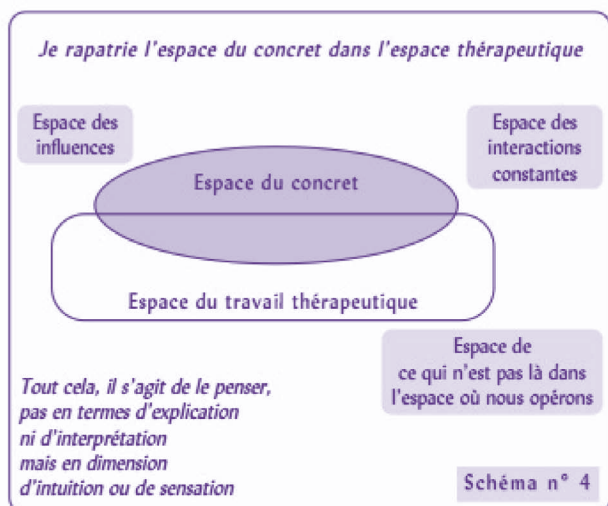 Je rapatrie l'espace du concret dans l'espace thérapeutique
Espace des
influences
Espace des
interactions
constantes
Espace du concret
Espace du travail thérapeutique
Espace de
ce qui n'est pas là dans
l'espace où nous opérons
Tout cela, il s'agit de le penser,
pas en termes d'explication
ni d'interprétation
mais en dimension
d'intuition ou de sensation
Schéma n° 4